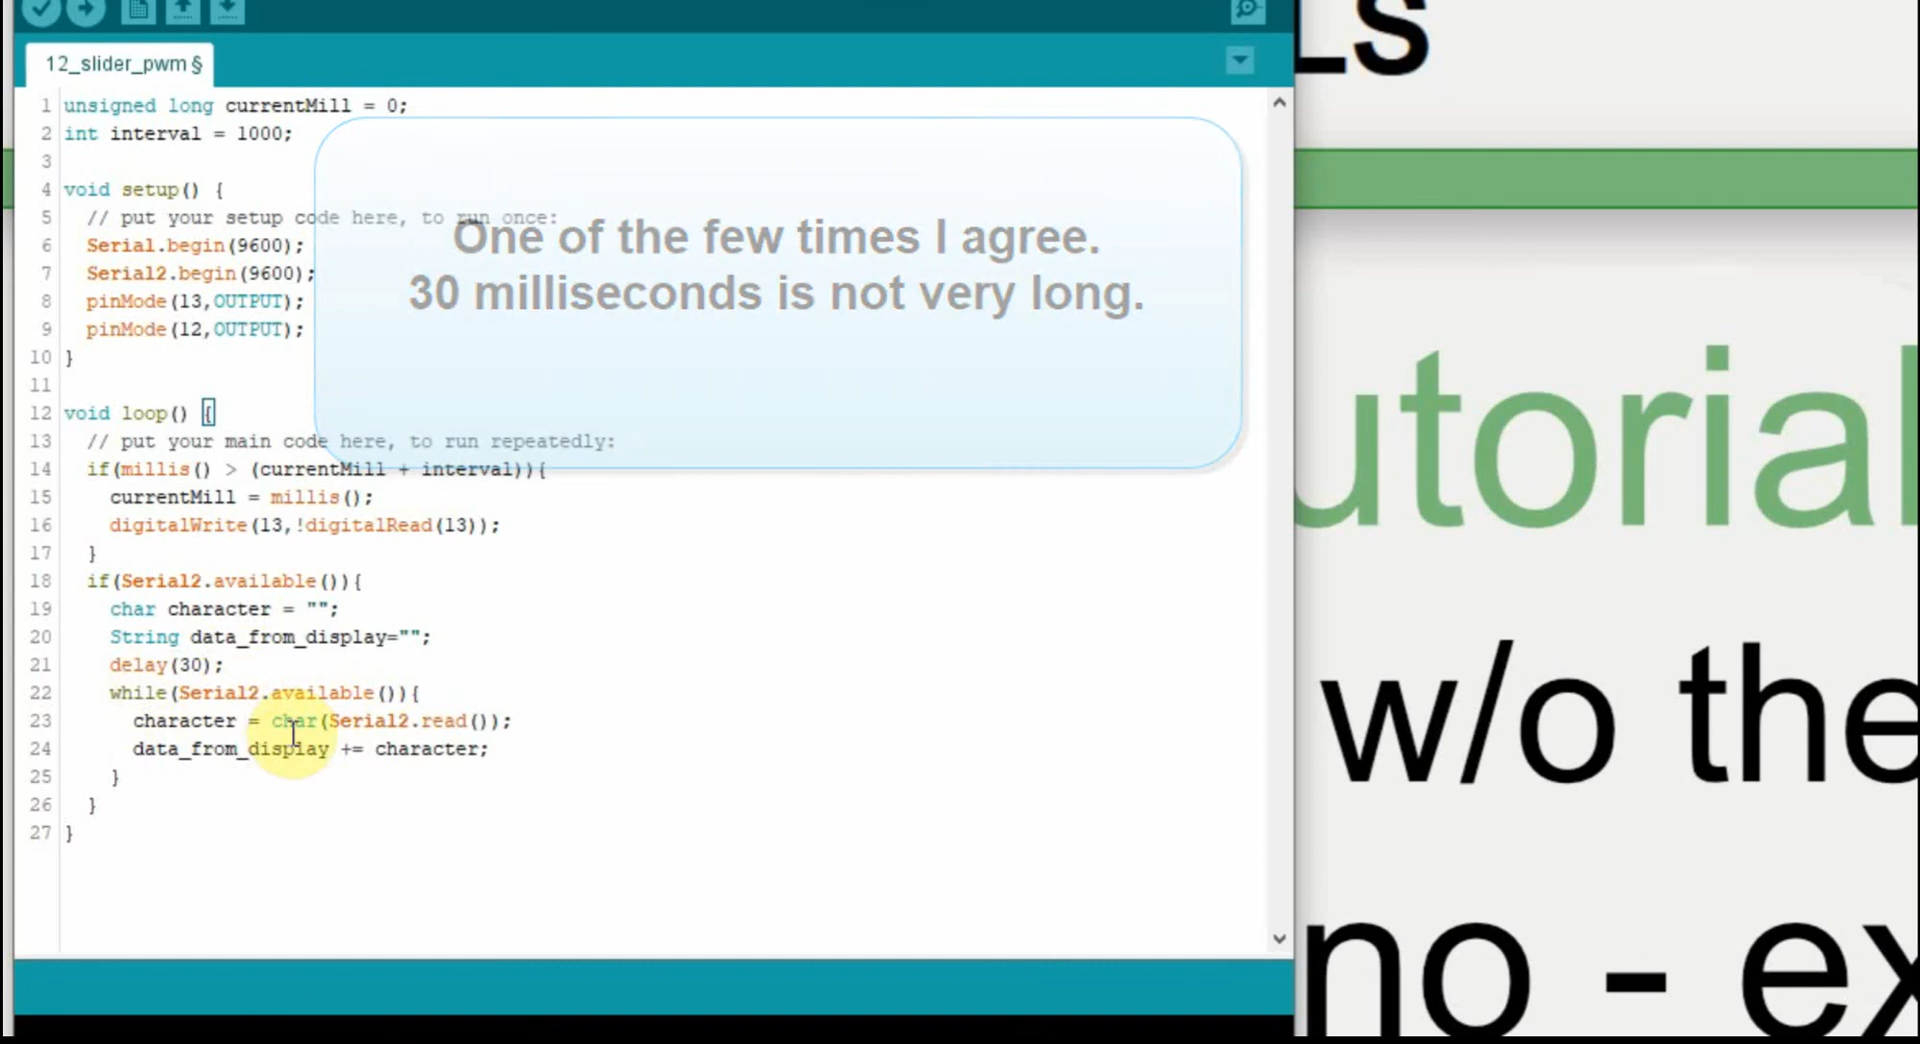 12_slider_pwm §
1 unsigned long currentMill = 0;
2 int interval = 1000;
3
4 void setup() {
5 // put your setup code here, to run once:
6 Serial.begin(9600);
7 Serial2.begin(9600);
8 pinMode(13,OUTPUT);
9 pinMode(12,OUTPUT);
10 }
11
12 void loop() {
13 // put your main code here, to run repeatedly:
14 if(millis() > (currentMill + interval)){
15 currentMill = millis();
16 digitalWrite(13,!digitalRead(13));
17 }
18 if(Serial2.available()){
19 char character = "";
20 String data_from_display="";
21 delay(30);
22 while(Serial2.available()){
23 character = char(Serial2.read());
24 data_from_display += character;
25 }
26 }
27 }
One of the few times I agree.
30 milliseconds is not very long.
LS
utorial
w/o the
no - ex